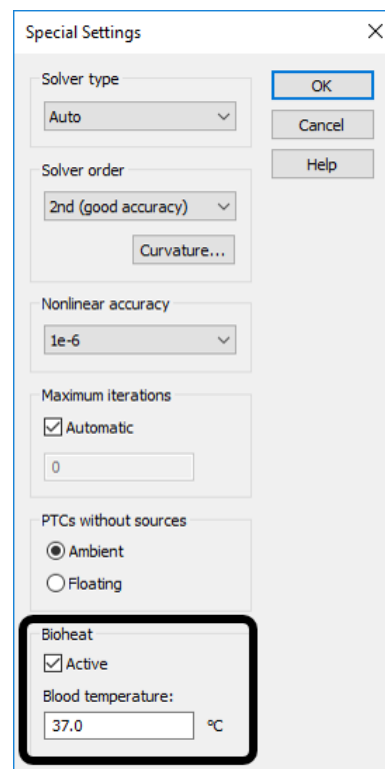 Special Settings
Solver type
Auto
OK
Cancel
Help
Solver order
2nd (good accuracy)
Curvature...
Nonlinear accuracy
1e-6
Maximum iterations
Automatic
0
PTCs without sources
Ambient
Floating
Bioheat
Active
Blood temperature:
37.0 °C